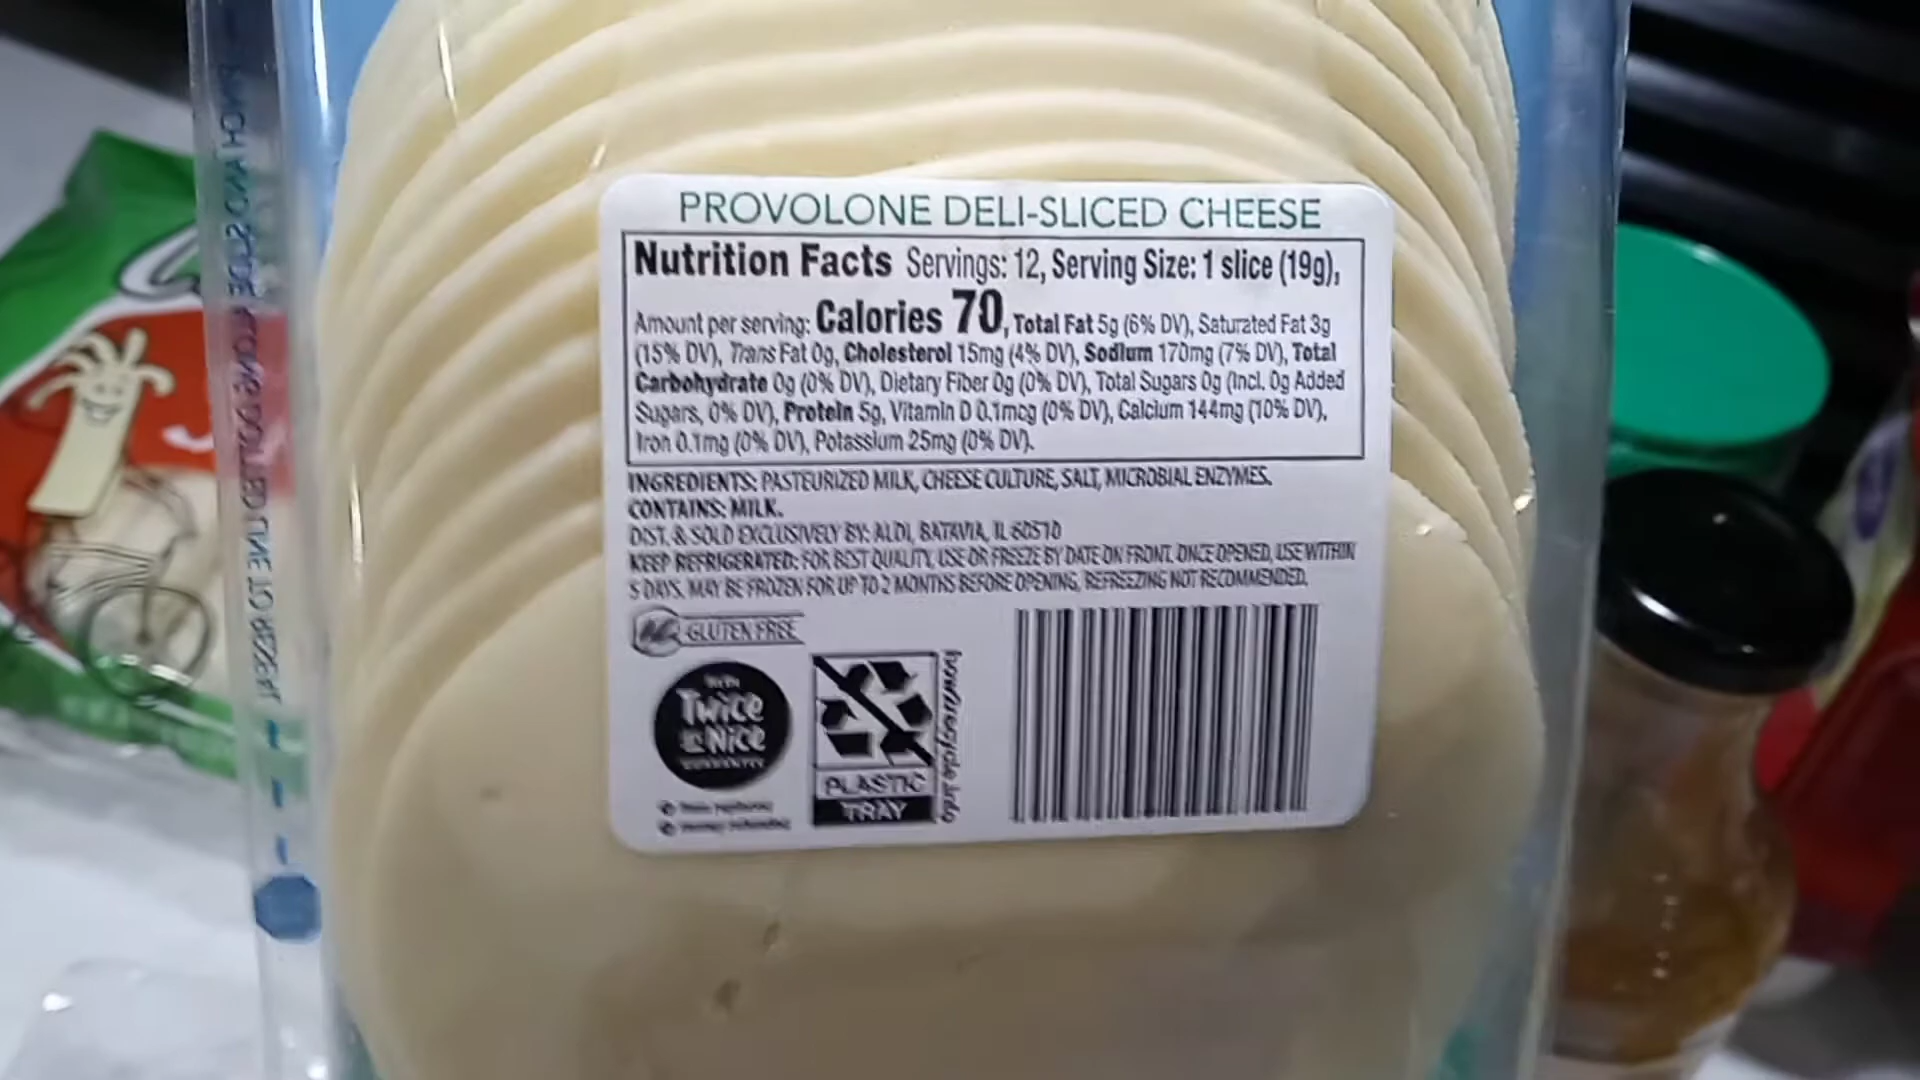 PROVOLONE DELI-SLICED CHEESE
Nutrition Facts Servings: 12, Serving Size: 1 slice (19g),
Amount per serving: Calories 70, Total Fat 5g (6% DV), Saturated Fat 3g
(15% DV), Trans Fat 0g, Cholesterol 15mg (4% DV), Sodium 170mg (7% DV), Total
Carbohydrate 0g (0% DV), Dietary Fiber 0g (0% DV), Total Sugars 0g (Incl. 0g Added
Sugars, 0% DV), Protein 5g, Vitamin D 0.1mcg (0% DV), Calcium 144mg (10% DV),
Iron 0.1mg (0% DV), Potassium 25mg (0% DV).
INGREDIENTS: PASTEURIZED MILK, CHEESE CULTURE, SALT, MICROBIAL ENZYMES.
CONTAINS: MILK.
DIST. & SOLD EXCLUSIVELY BY: ALDI, BATAVIA, IL 60510
KEEP REFRIGERATED: FOR BEST QUALITY, USE OR FREEZE BY DATE ON FRONT. ONCE OPENED, USE WITHIN
5 DAYS. MAY BE FROZEN FOR UP TO 2 MONTHS BEFORE OPENING, REFREEZING NOT RECOMMENDED.
GLUTEN FREE
Twice
as Nice
GUARANTEE
PLASTIC
TRAY
how2recycle.info